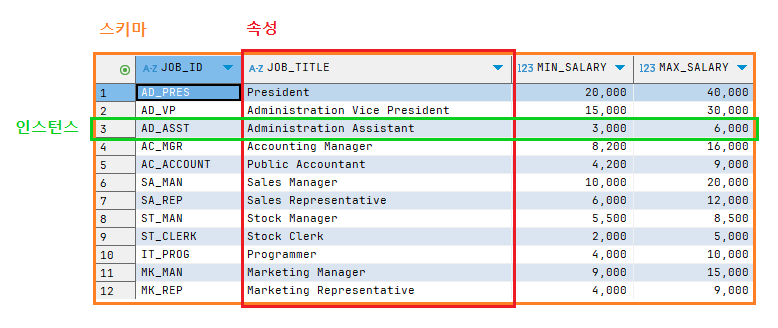 스키마 속성
A-Z JOB_ID A-Z JOB_TITLE 123 MIN_SALARY 123 MAX_SALARY
1 AD_PRES President 20,000 40,000
2 AD_VP Administration Vice President 15,000 30,000
인스턴스 3 AD_ASST Administration Assistant 3,000 6,000
4 AC_MGR Accounting Manager 8,200 16,000
5 AC_ACCOUNT Public Accountant 4,200 9,000
6 SA_MAN Sales Manager 10,000 20,000
7 SA_REP Sales Representative 6,000 12,000
8 ST_MAN Stock Manager 5,500 8,500
9 ST_CLERK Stock Clerk 2,000 5,000
10 IT_PROG Programmer 4,000 10,000
11 MK_MAN Marketing Manager 9,000 15,000
12 MK_REP Marketing Representative 4,000 9,000